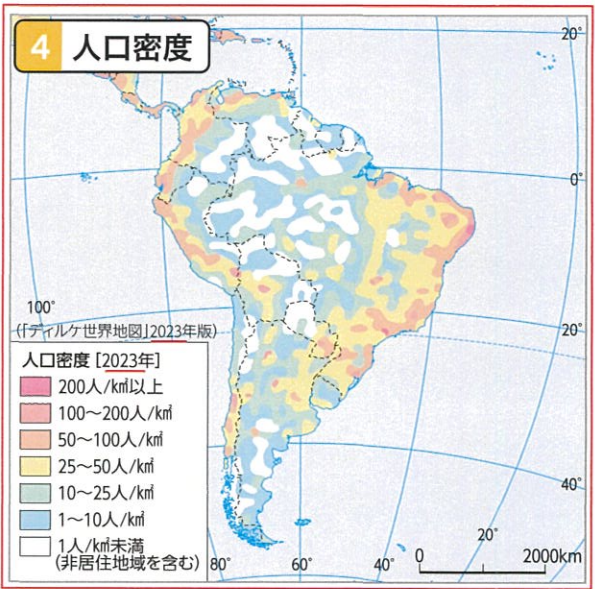 4 人口密度
20°
0°
100°
(「ディルケ世界地図」2023年版)
20°
人口密度 [2023年]
200人/㎢以上
100～200人/㎢
50～100人/㎢
25～50人/㎢
10～25人/㎢
1～10人/㎢
1人/㎢未満
(非居住地域を含む)
40°
80° 60° 40° 20°
0 2000km